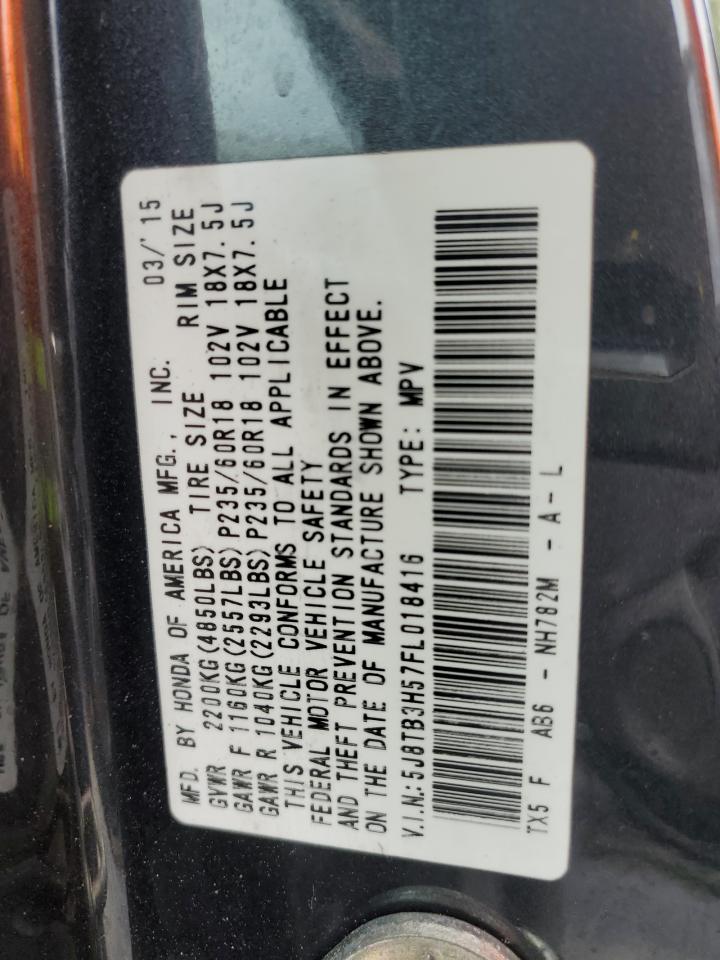 MFD. BY HONDA OF AMERICA MFG., INC. 03/'15
GVWR 2200KG(4850LBS) TIRE SIZE RIM SIZE
GAWR F 1160KG(2557LBS) P235/60R18 102V 18X7.5J
GAWR R 1040KG(2293LBS) P235/60R18 102V 18X7.5J
THIS VEHICLE CONFORMS TO ALL APPLICABLE
FEDERAL MOTOR VEHICLE SAFETY
AND THEFT PREVENTION STANDARDS IN EFFECT
ON THE DATE OF MANUFACTURE SHOWN ABOVE.
V.I.N.: 5J8TB3H57FL018416 TYPE: MPV
TX5 F AB6 - NH782M - A - L